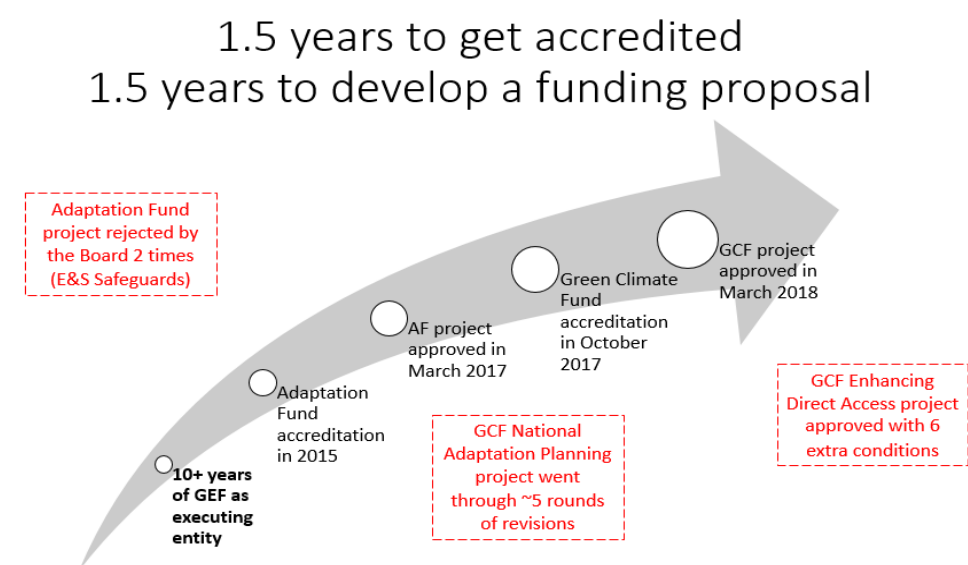 1.5 years to get accredited
1.5 years to develop a funding proposal
Adaptation Fund
project rejected by
the Board 2 times
(E&S Safeguards)
GCF project
approved in
March 2018
Green Climate
Fund
accreditation
in October
2017
AF project
approved in
March 2017
Adaptation
Fund
accreditation
in 2015
10+ years
of GEF as
executing
entity
GCF National
Adaptation Planning
project went
through ~5 rounds
of revisions
GCF Enhancing
Direct Access project
approved with 6
extra conditions